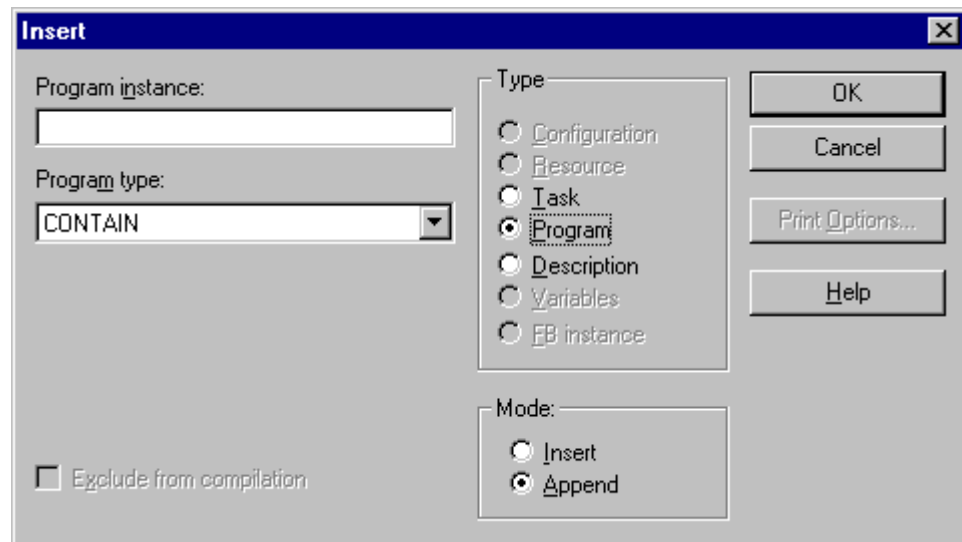 Insert
Program instance:
Program type:
CONTAIN
Exclude from compilation
Type
Configuration
Resource
Task
Program
Description
Variables
FB instance
Mode:
Insert
Append
OK
Cancel
Print Options...
Help